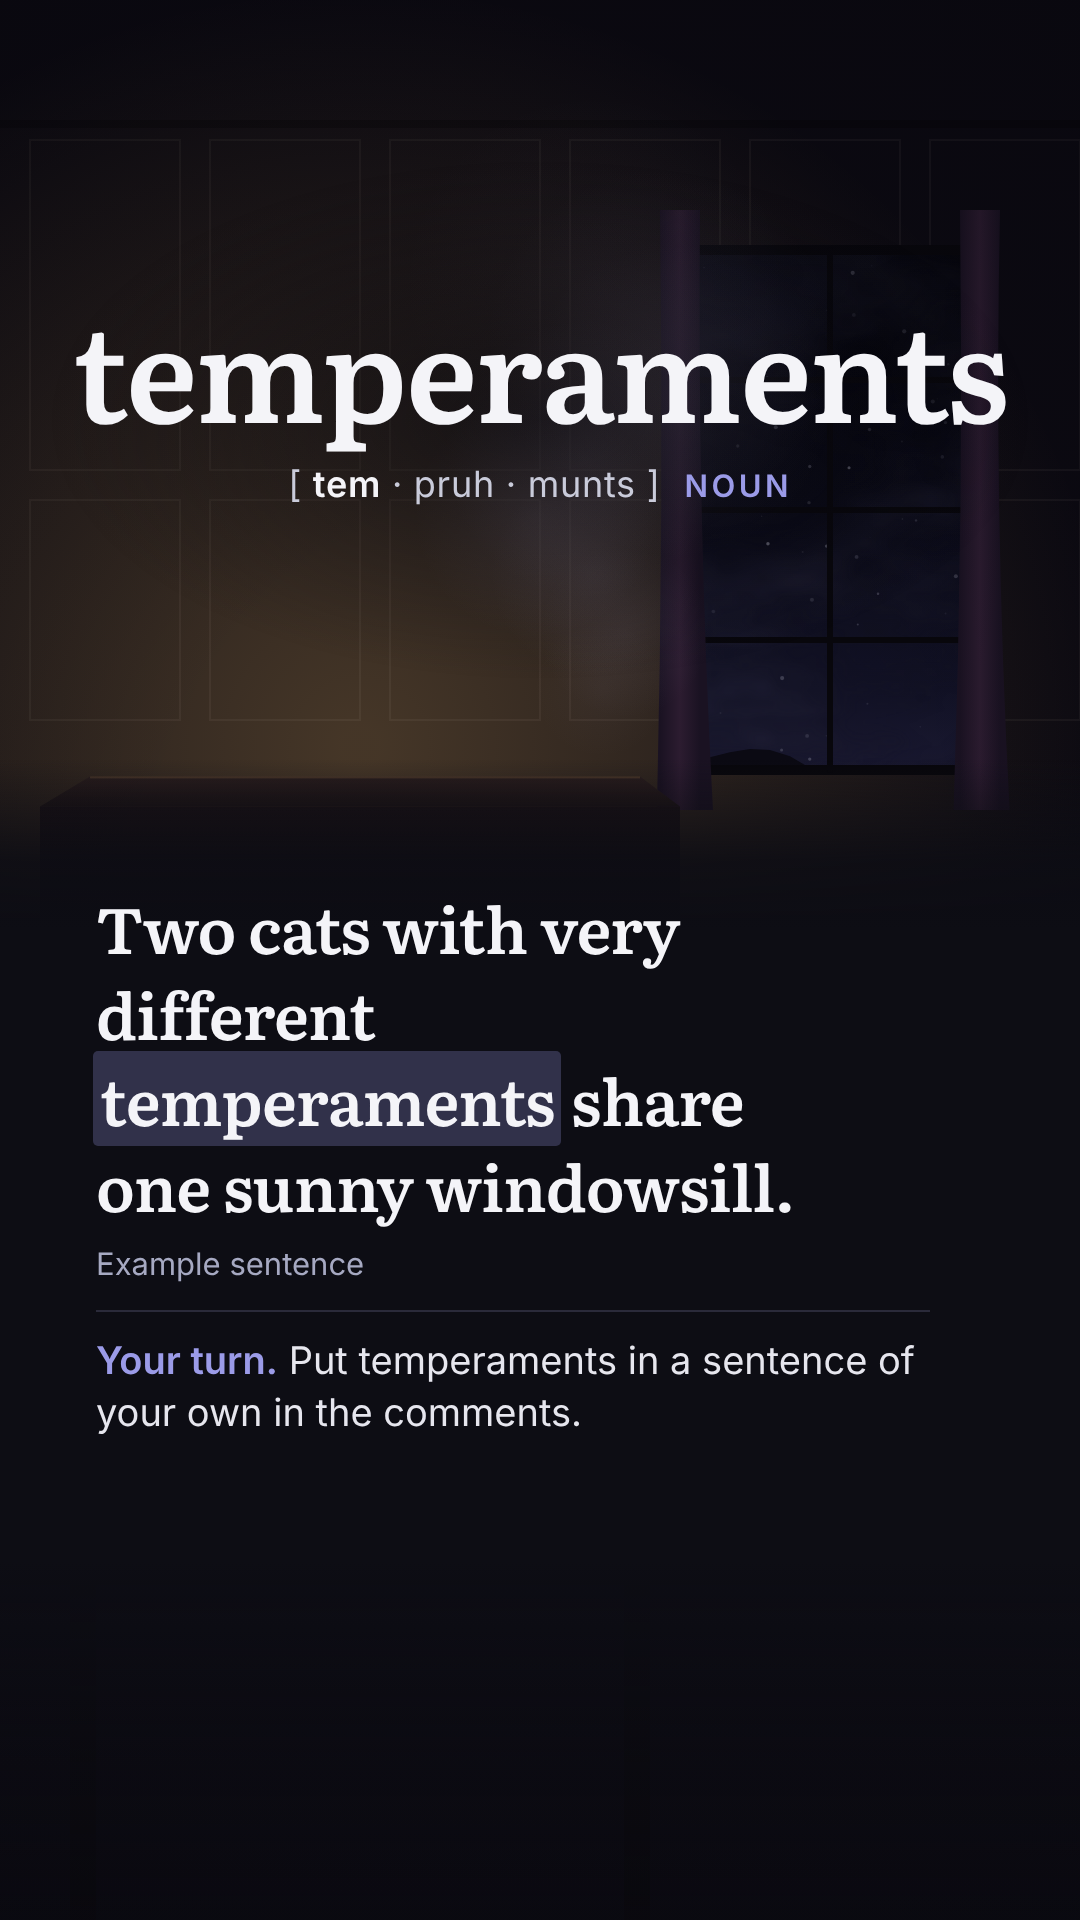 temperaments
[ tem · pruh · munts ] NOUN
Two cats with very
different
temperaments share
one sunny windowsill.
Example sentence
Your turn. Put temperaments in a sentence of
your own in the comments.